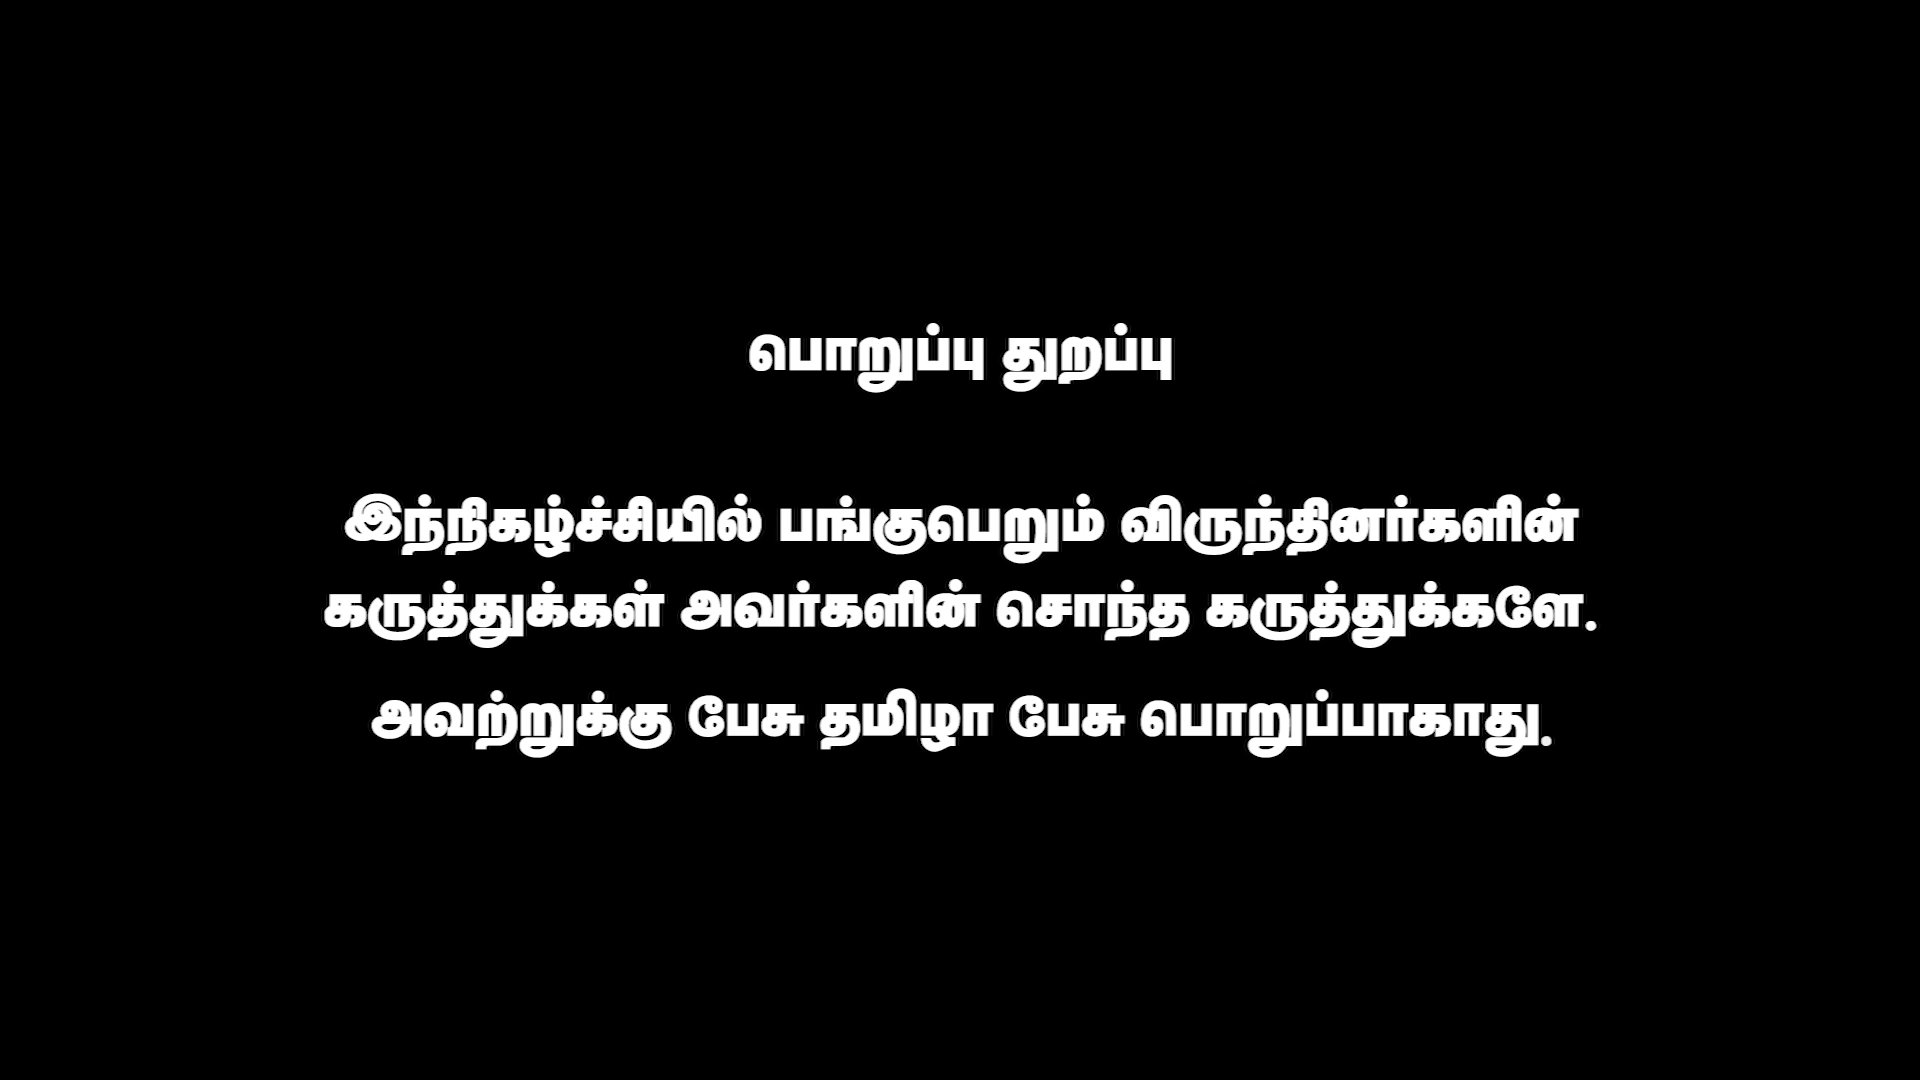 பொறுப்பு துறப்பு
இந்நிகழ்ச்சியில் பங்குபெறும் விருந்தினர்களின்
கருத்துக்கள் அவர்களின் சொந்த கருத்துக்களே.
அவற்றுக்கு பேசு தமிழா பேசு பொறுப்பாகாது.